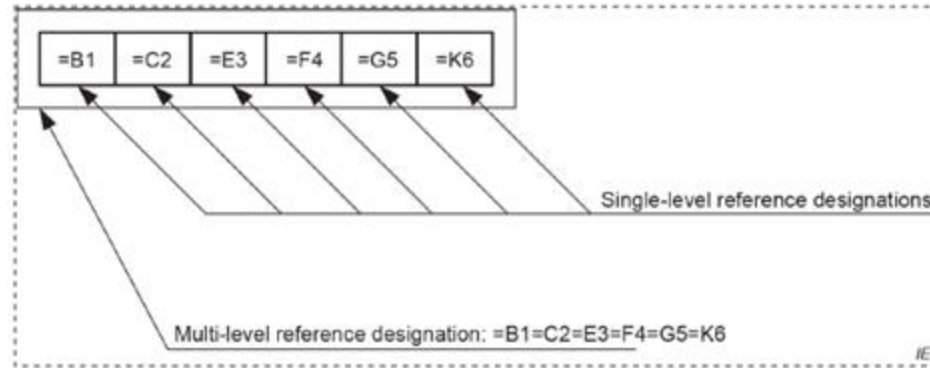 =B1 =C2 =E3 =F4 =G5 =K6
Single-level reference designations
Multi-level reference designation: =B1=C2=E3=F4=G5=K6